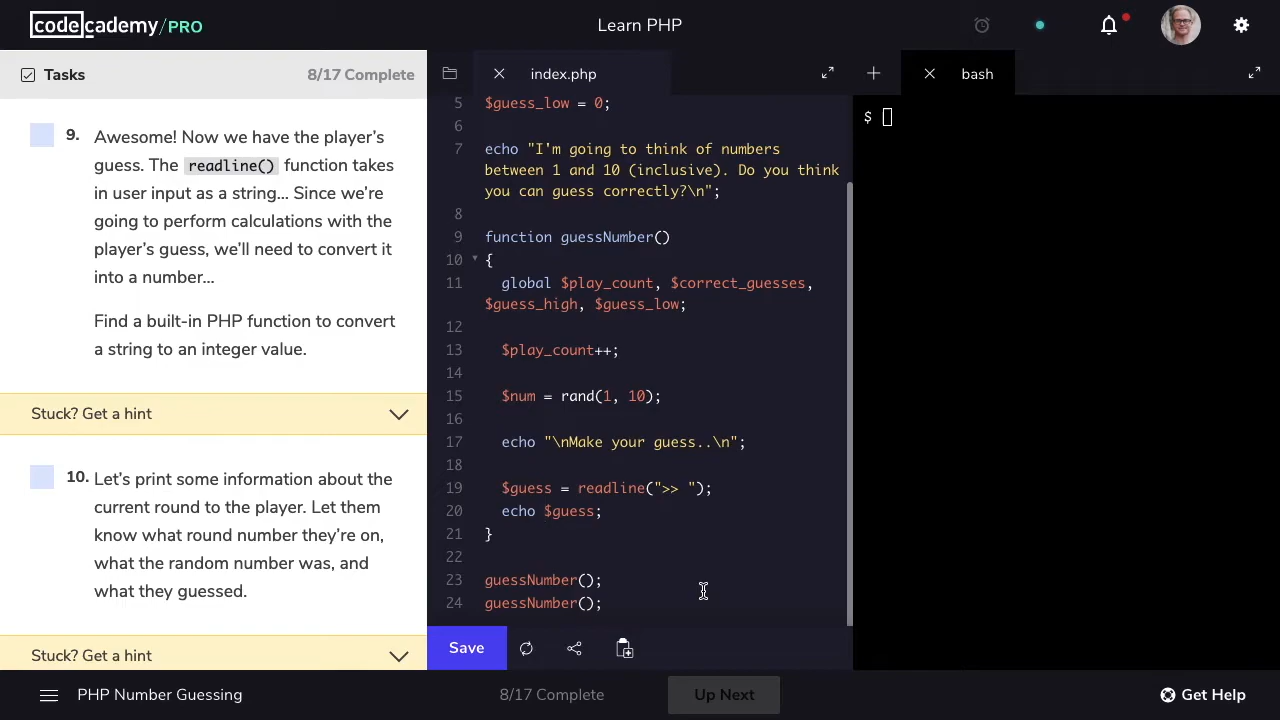 codecademy/PRO
Learn PHP
Tasks
8/17 Complete
9. Awesome! Now we have the player’s
guess. The readline() function takes
in user input as a string... Since we’re
going to perform calculations with the
player’s guess, we’ll need to convert it
into a number...
Find a built-in PHP function to convert
a string to an integer value.
Stuck? Get a hint
10. Let’s print some information about the
current round to the player. Let them
know what round number they’re on,
what the random number was, and
what they guessed.
Stuck? Get a hint
index.php
5 $guess_low = 0;
6
7 echo "I'm going to think of numbers
between 1 and 10 (inclusive). Do you think
you can guess correctly?\n";
8
9 function guessNumber()
10 {
11 global $play_count, $correct_guesses,
$guess_high, $guess_low;
12
13 $play_count++;
14
15 $num = rand(1, 10);
16
17 echo "\nMake your guess..\n";
18
19 $guess = readline(">> ");
20 echo $guess;
21 }
22
23 guessNumber();
24 guessNumber();
Save
bash
$
PHP Number Guessing
8/17 Complete
Up Next
Get Help